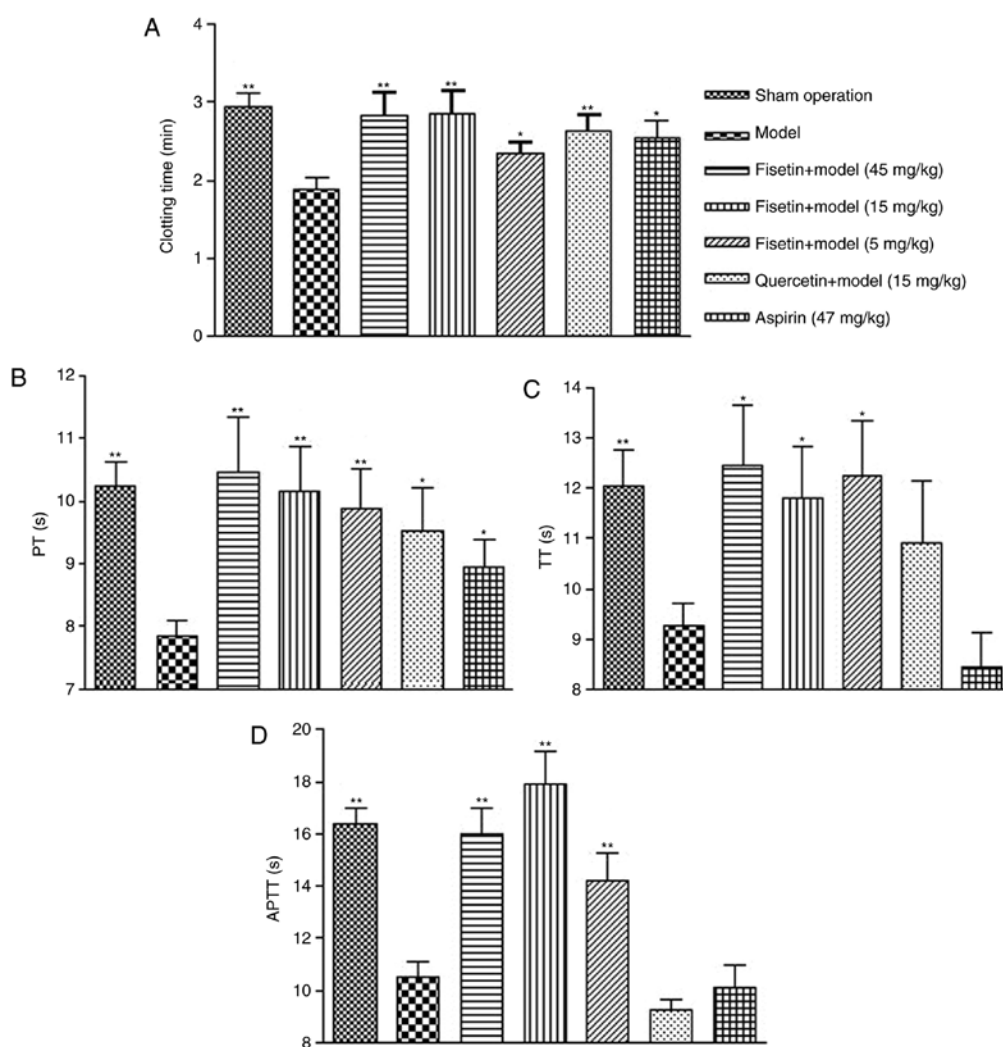 A
4
3
2
1
0
Clotting time (min)
** ** ** * ** *
Sham operation
Model
Fisetin+model (45 mg/kg)
Fisetin+model (15 mg/kg)
Fisetin+model (5 mg/kg)
Quercetin+model (15 mg/kg)
Aspirin (47 mg/kg)
B
12
11
10
9
8
7
PT (s)
** ** ** ** * *
C
14
13
12
11
10
9
8
TT (s)
** * * *
D
20
18
16
14
12
10
8
APTT (s)
** ** ** **